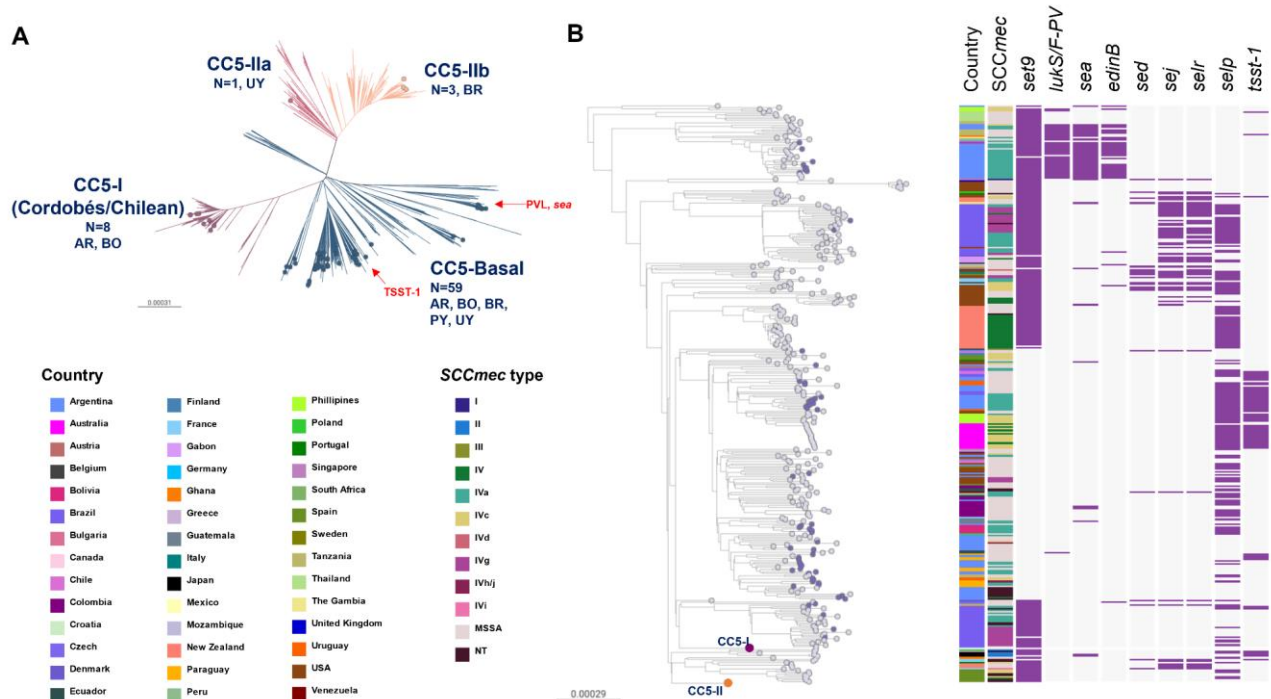 A
CC5-IIa
N=1, UY
CC5-IIb
N=3, BR
CC5-I
(Cordobés/Chilean)
N=8
AR, BO
PVL, sea
TSST-1
CC5-Basal
N=59
AR, BO, BR,
PY, UY
0.00031
Country
Argentina
Australia
Austria
Belgium
Bolivia
Brazil
Bulgaria
Canada
Chile
Colombia
Croatia
Czech
Denmark
Ecuador
Finland
France
Gabon
Germany
Ghana
Greece
Guatemala
Italy
Japan
Mexico
Mozambique
New Zealand
Paraguay
Peru
Phillipines
Poland
Portugal
Singapore
South Africa
Spain
Sweden
Tanzania
Thailand
The Gambia
United Kingdom
Uruguay
USA
Venezuela
SCCmec type
I
II
III
IV
IVa
IVc
IVd
IVg
IVh/j
IVi
MSSA
NT
B
CC5-I
CC5-II
0.00029
Country
SCCmec
set9
lukS/F-PV
sea
edinB
sed
sej
selr
selp
tsst-1